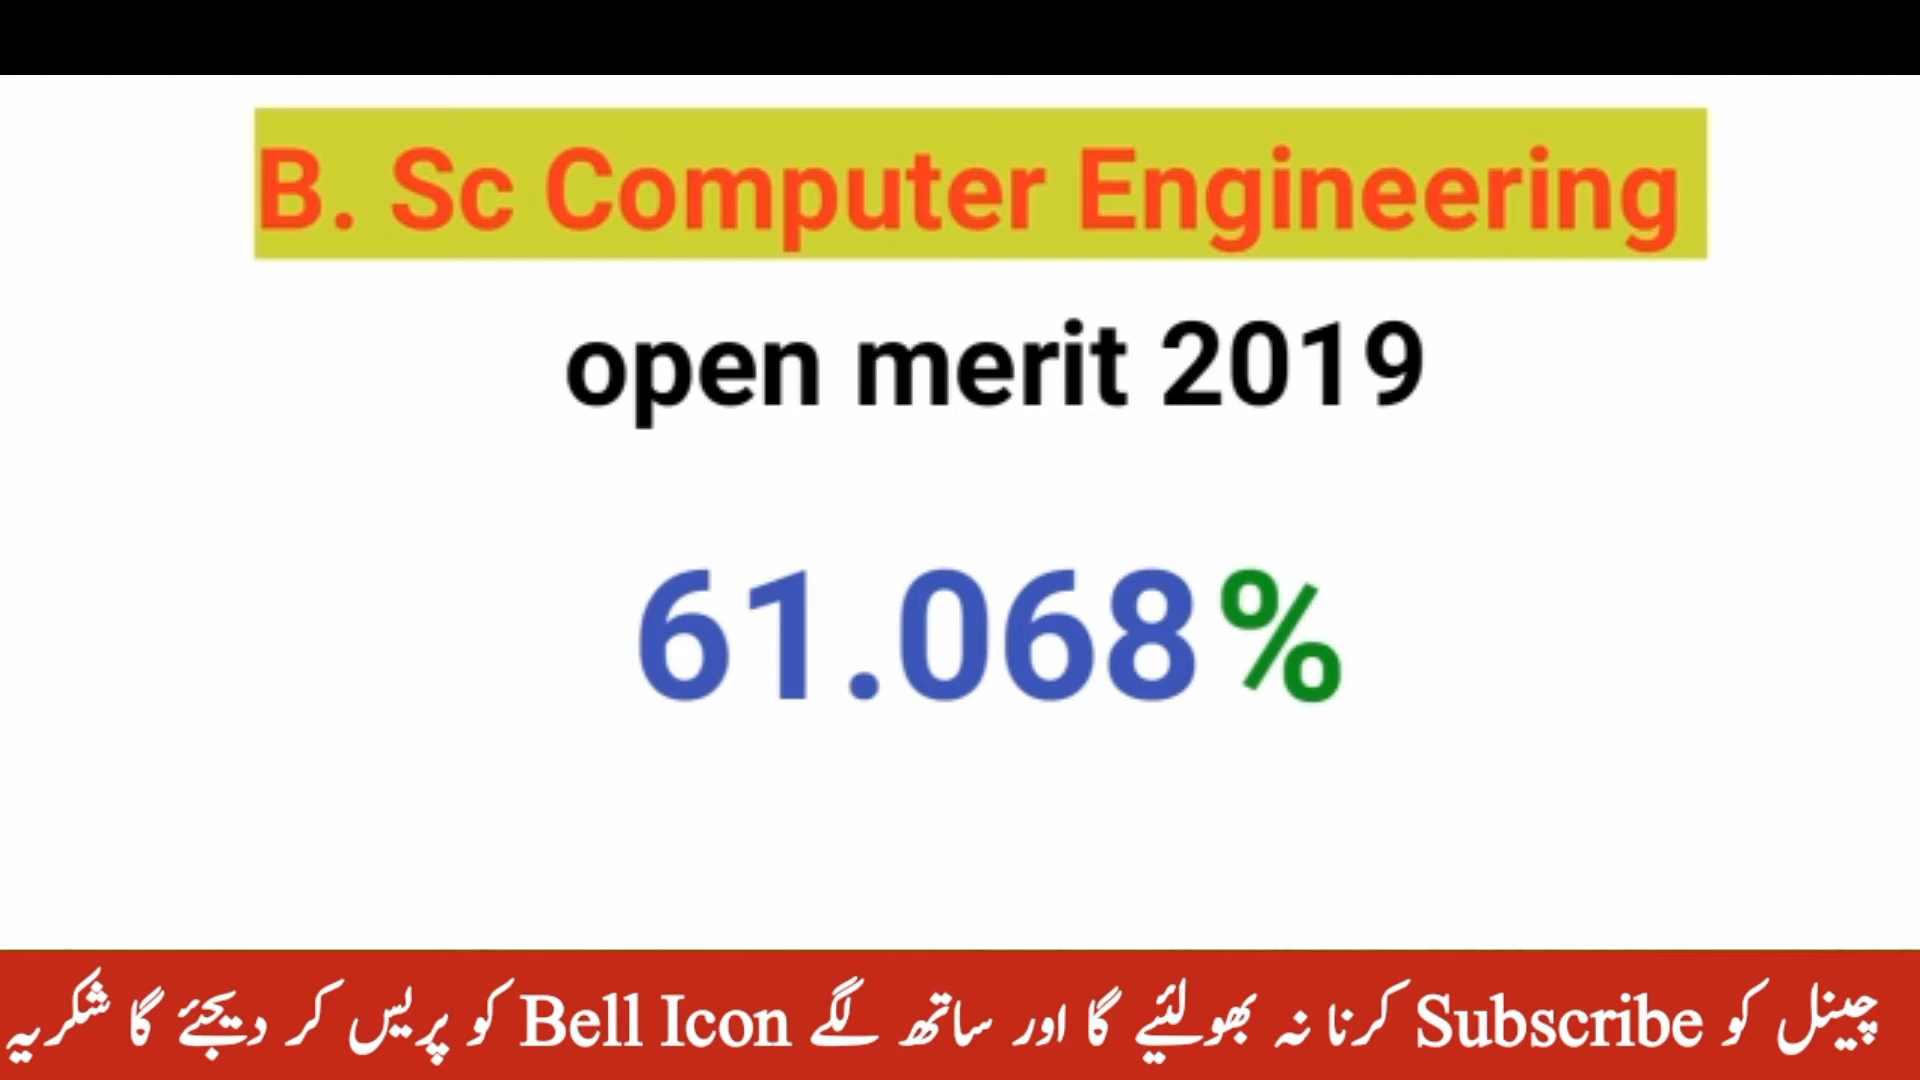 B. Sc Computer Engineering
open merit 2019
61.068%
چینل کو Subscribe کرنا نہ بھولئیے گا اور ساتھ لگے Bell Icon کو پریس کر دیجئے گا شکریہ